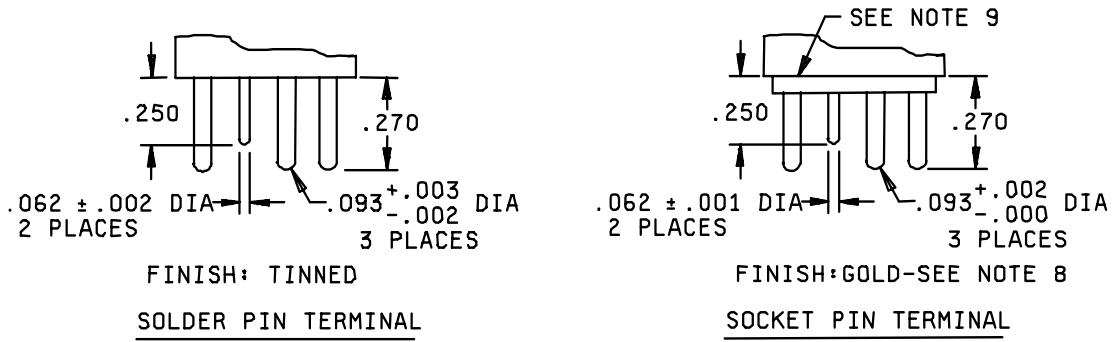 SEE NOTE 9
.250
.270
.062 ±.002 DIA
2 PLACES
.093 +.003 -.002
3 PLACES
FINISH: TINNED
SOLDER PIN TERMINAL
.250
.270
.062 ±.001 DIA
2 PLACES
.093 +.002 -.000 DIA
3 PLACES
FINISH:GOLD-SEE NOTE 8
SOCKET PIN TERMINAL